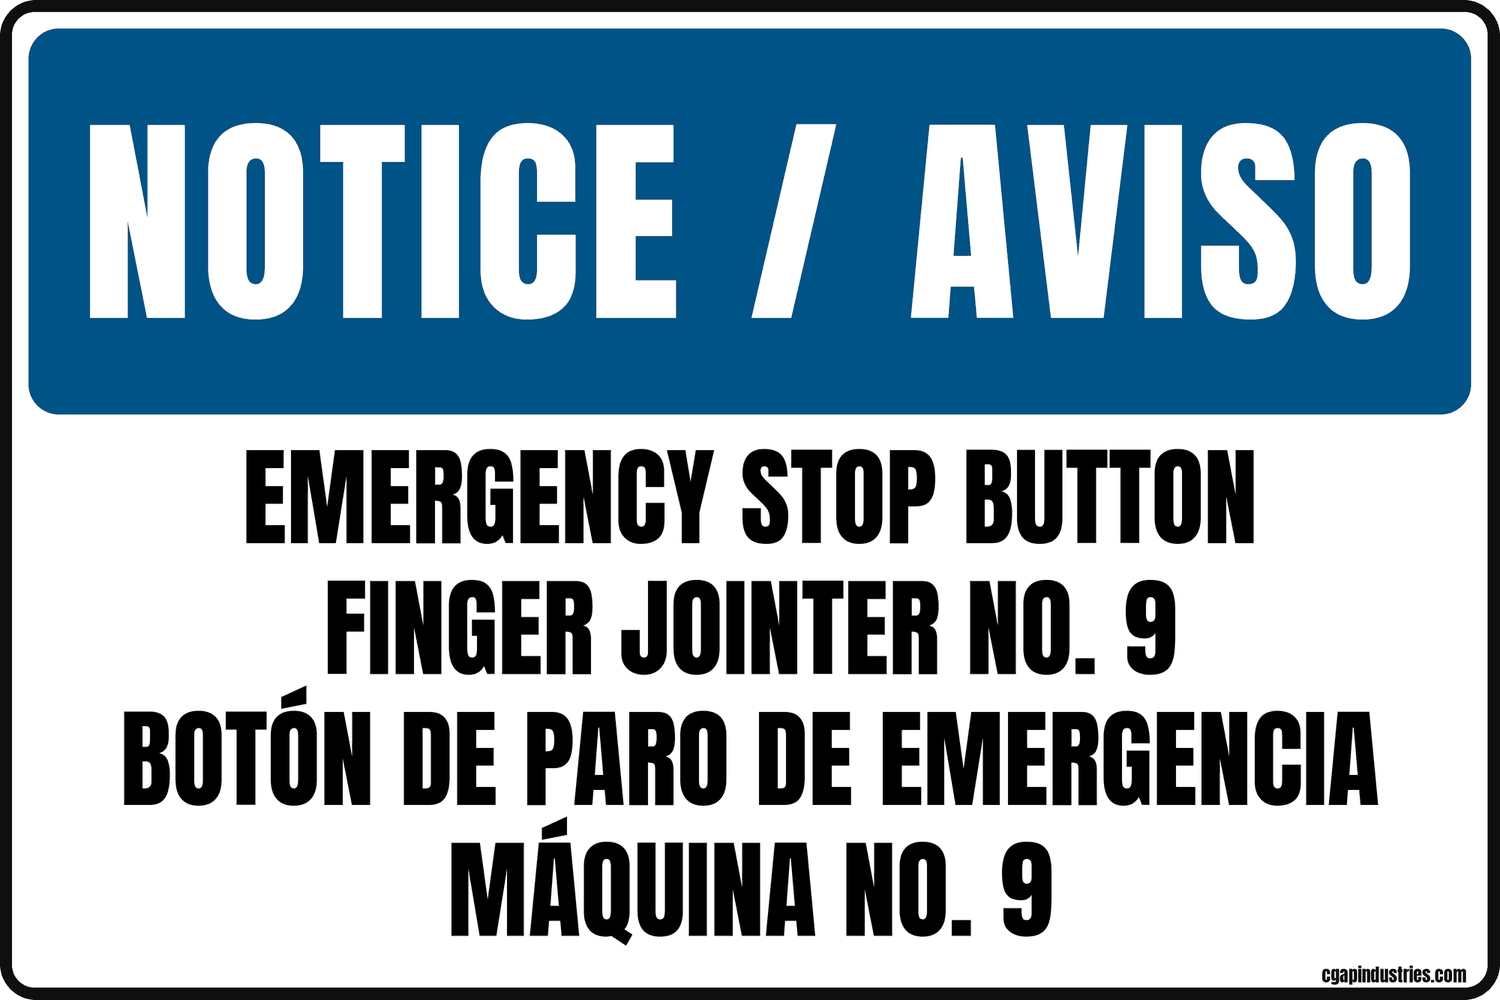 NOTICE / AVISO
EMERGENCY STOP BUTTON
FINGER JOINTER NO. 9
BOTÓN DE PARO DE EMERGENCIA
MÁQUINA NO. 9
cgapindustries.com